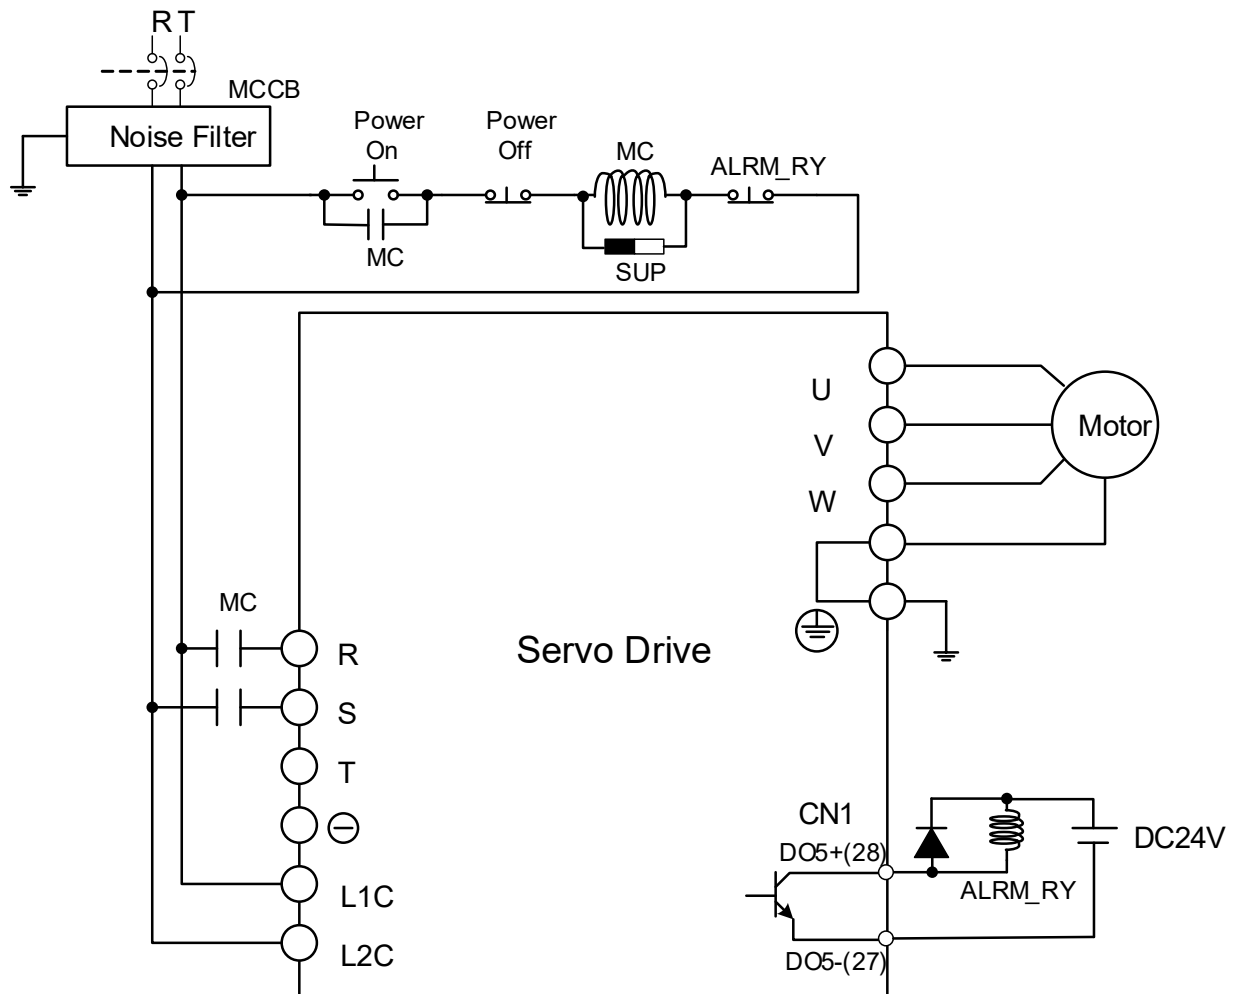 R T
MCCB
Noise Filter
Power
On
Power
Off
MC
ALRM_RY
MC
SUP
U
V
W
Motor
MC
R
S
T
Servo Drive
L1C
L2C
CN1
DO5+(28)
DO5-(27)
ALRM_RY
DC24V